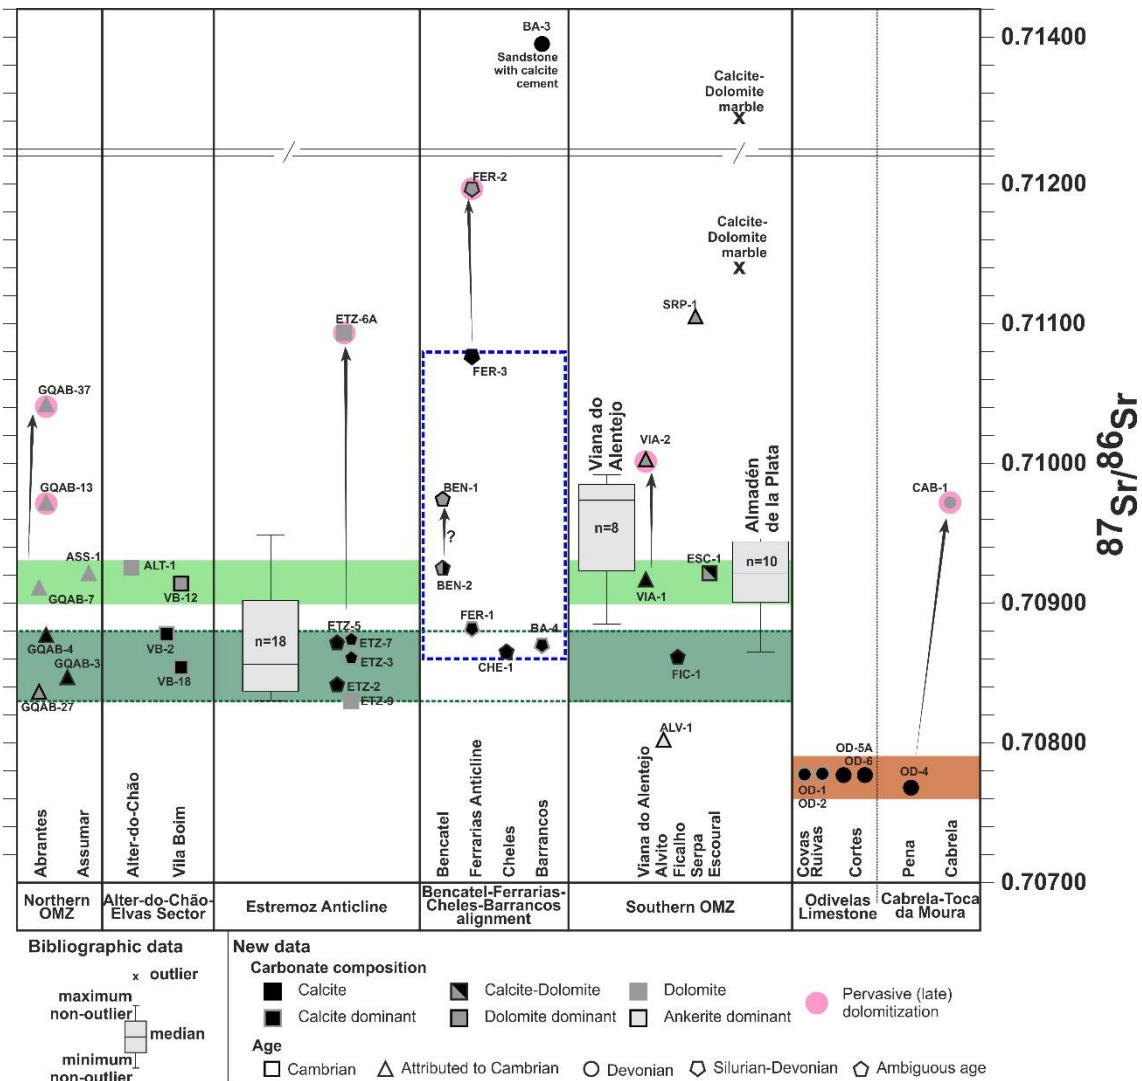 BA-3
Sandstone
with calcite
cement
Calcite-
Dolomite
marble
x
0.71400
FER-2
0.71200
Calcite-
Dolomite
marble
x
SRP-1
ETZ-6A
0.71100
FER-3
GQAB-37
Viana do
Alentejo
VIA-2
0.71000
GQAB-13
BEN-1
?
n=8
Almadén
de la Plata
CAB-1
87Sr/86Sr
ASS-1
ALT-1
GQAB-7
VB-12
BEN-2
VIA-1
ESC-1
n=10
0.70900
GQAB-4
GQAB-3
GQAB-27
VB-2
VB-18
n=18
ETZ-5
ETZ-7
ETZ-3
ETZ-2
ETZ-9
FER-1
CHE-1
BA-4
FIC-1
ALV-1
0.70800
OD-5A
OD-6
OD-1
OD-2
OD-4
Abrantes
Assumar
Alter-do-Chão
Vila Boim
Bencatel
Ferrarias Anticline
Cheles
Barrancos
Viana do Alentejo
Alvito
Ficalho
Serpa
Escoural
Covas
Ruivas
Cortes
Pena
Cabrela
0.70700
Northern
OMZ
Alter-do-Chão-
Elvas Sector
Estremoz Anticline
Bencatel-Ferrarias-
Cheles-Barrancos
alignment
Southern OMZ
Odivelas
Limestone
Cabrela-Toca
da Moura
Bibliographic data
x outlier
maximum
non-outlier
median
minimum
non-outlier
New data
Carbonate composition
Calcite
Calcite-Dolomite
Dolomite
Calcite dominant
Dolomite dominant
Ankerite dominant
Pervasive (late)
dolomitization
Age
Cambrian
Attributed to Cambrian
Devonian
Silurian-Devonian
Ambiguous age